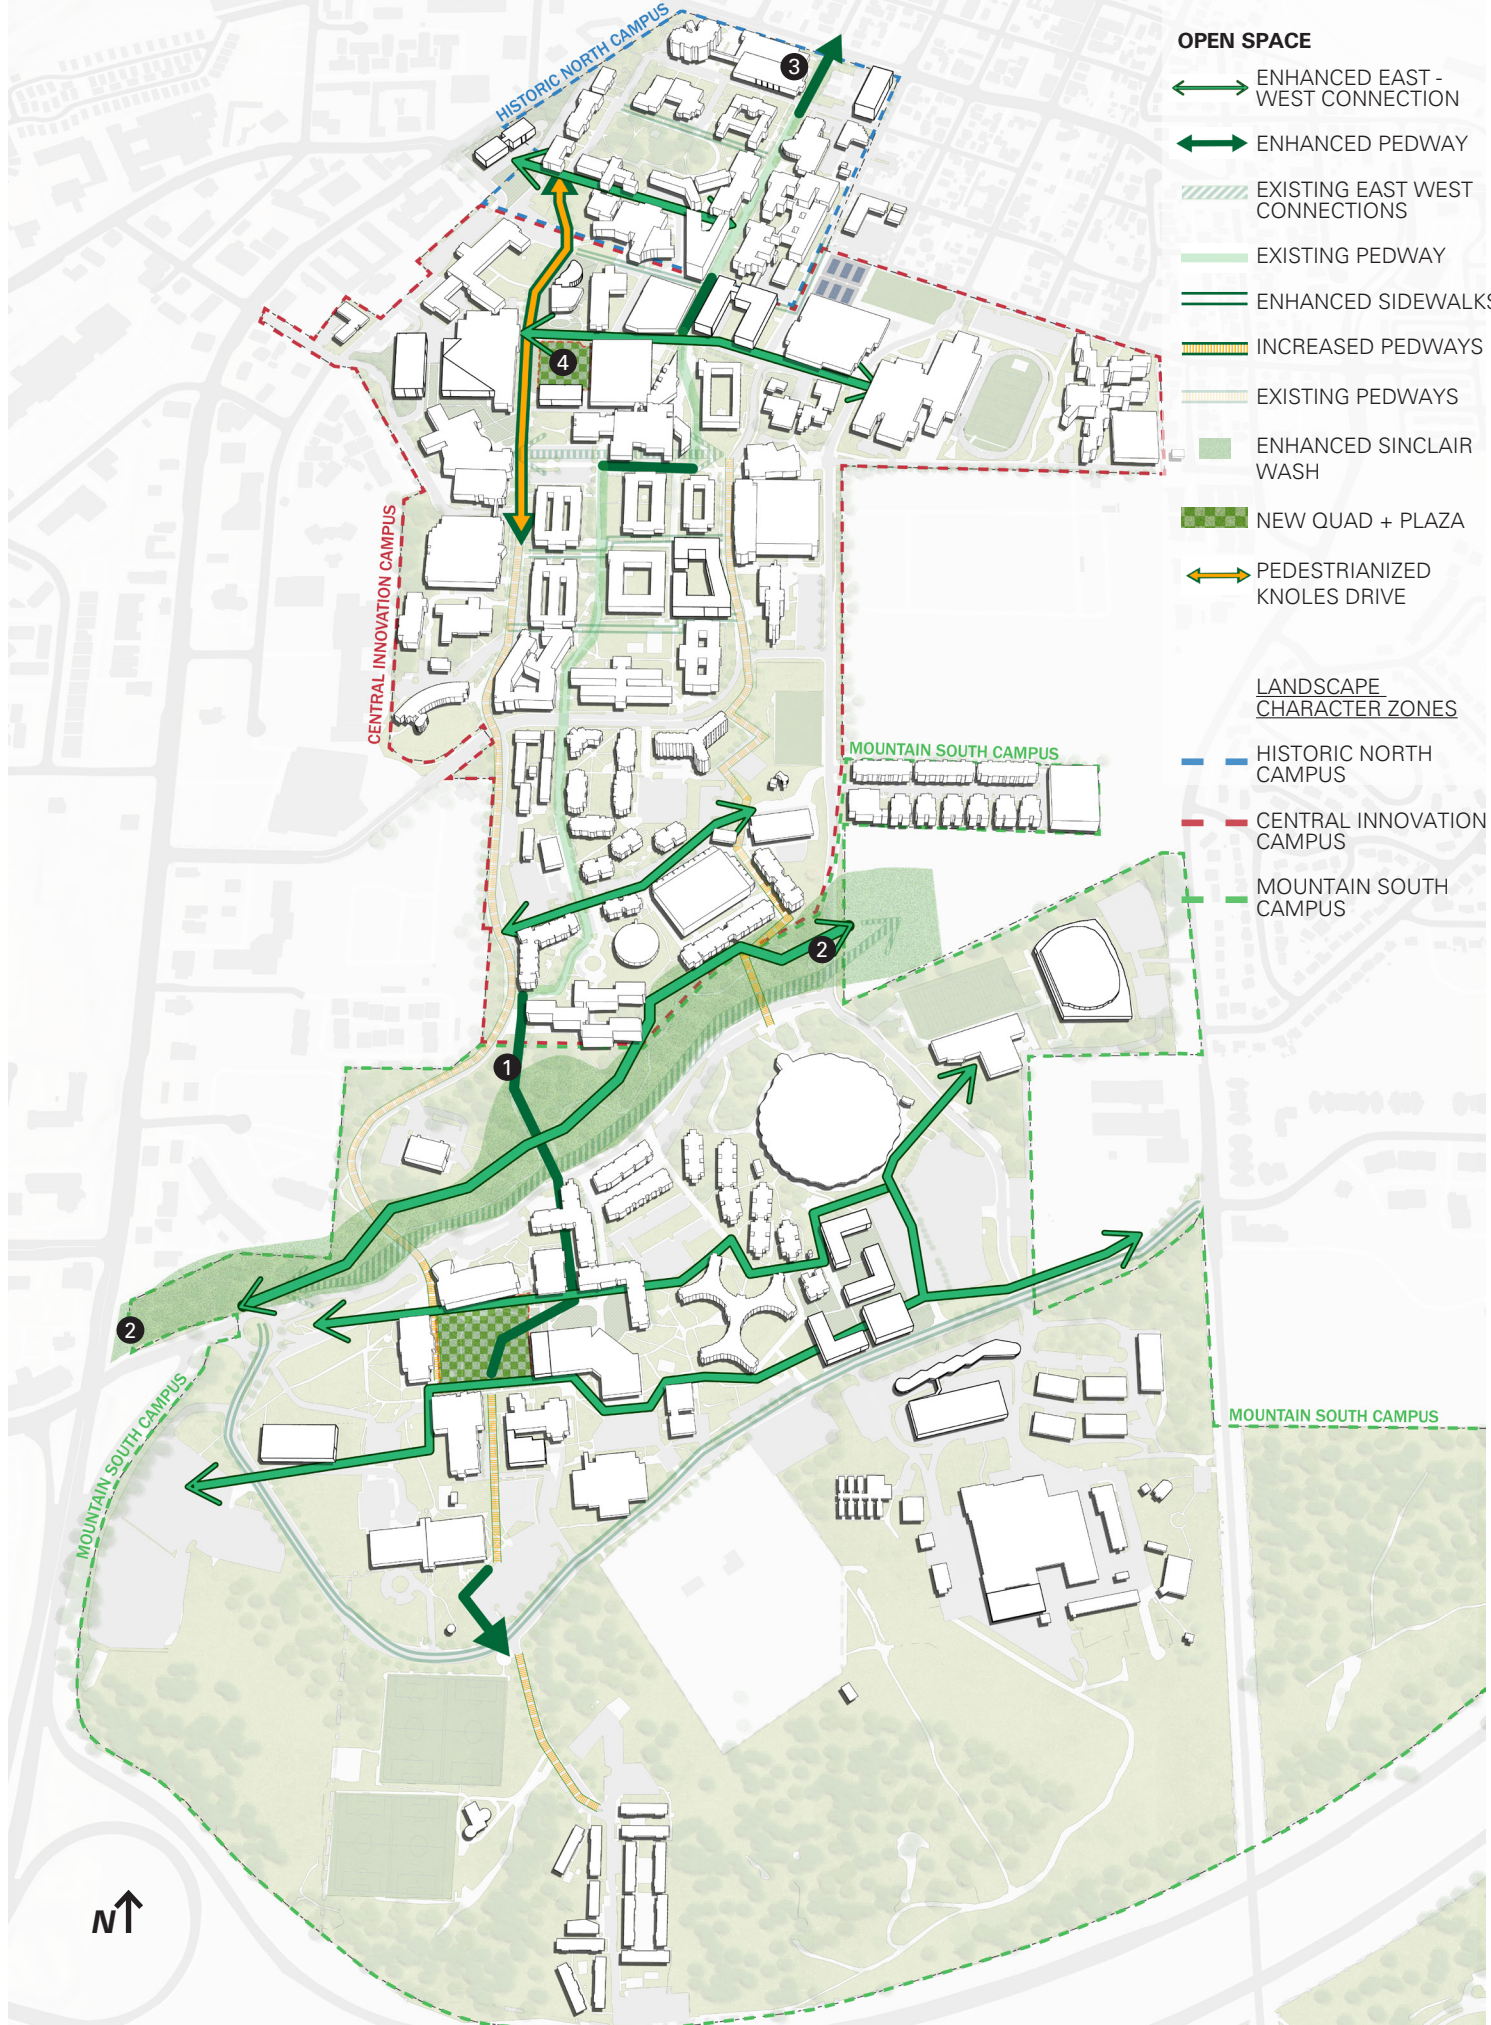 HISTORIC NORTH CAMPUS
3
4
CENTRAL INNOVATION CAMPUS
MOUNTAIN SOUTH CAMPUS
2
1
2
MOUNTAIN SOUTH CAMPUS
MOUNTAIN SOUTH CAMPUS
N
OPEN SPACE
ENHANCED EAST -
WEST CONNECTION
ENHANCED PEDWAY
EXISTING EAST WEST
CONNECTIONS
EXISTING PEDWAY
ENHANCED SIDEWALKS
INCREASED PEDWAYS
EXISTING PEDWAYS
ENHANCED SINCLAIR
WASH
NEW QUAD + PLAZA
PEDESTRIANIZED
KNOLES DRIVE
LANDSCAPE
CHARACTER ZONES
HISTORIC NORTH
CAMPUS
CENTRAL INNOVATION
CAMPUS
MOUNTAIN SOUTH
CAMPUS